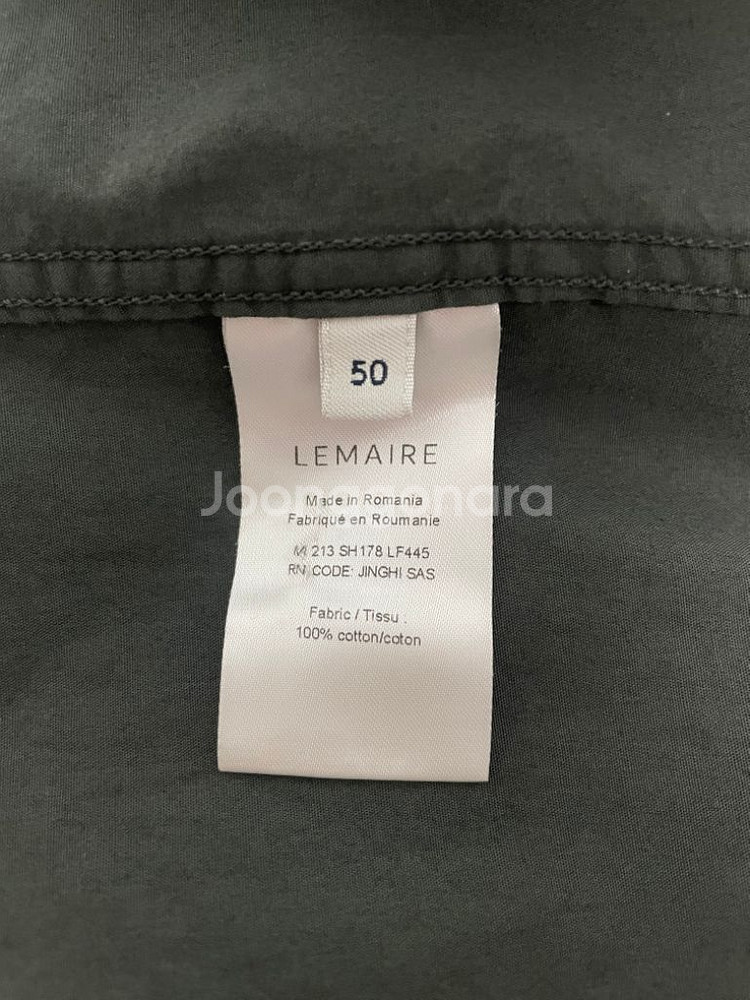 50
LEMAIRE
Joongonara
Made in Romania
Fabriqué en Roumanie
M 213 SH178 LF445
RN CODE: JINGHI SAS
Fabric / Tissu :
100% cotton/coton